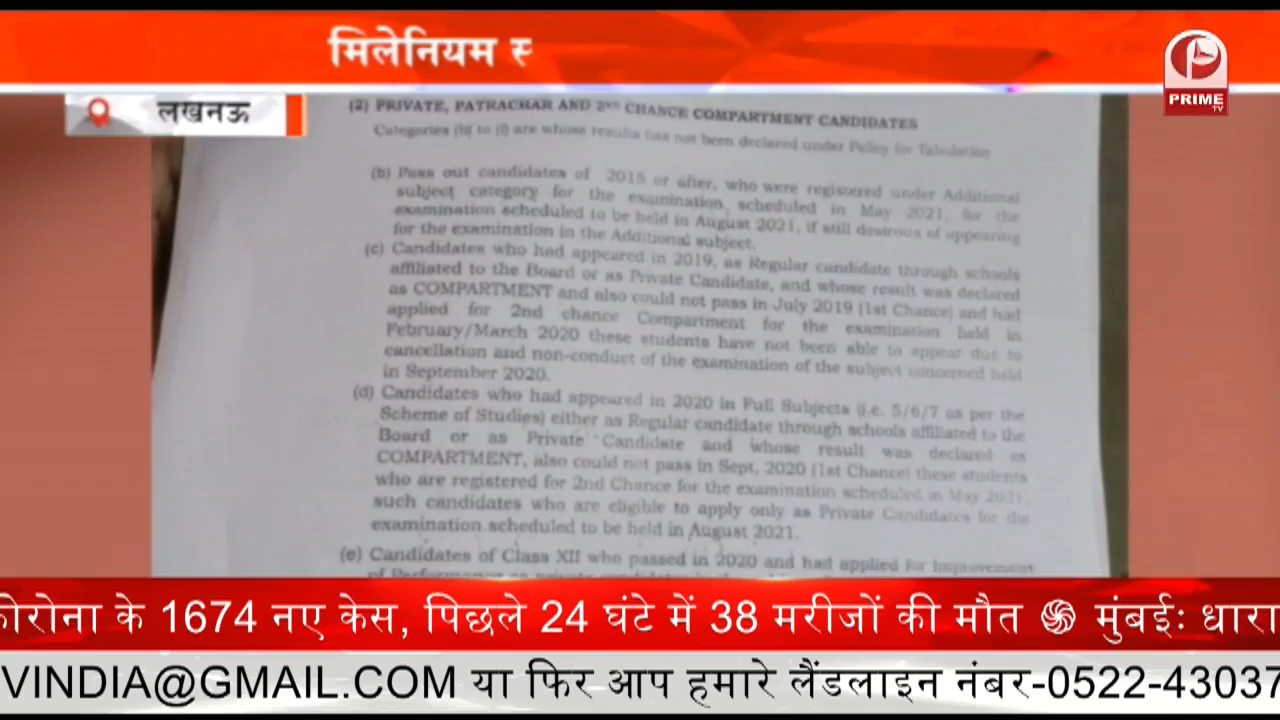 मिलेनियम स्
PRIME
TV
लखनऊ
(2) PRIVATE, PATRACHAR AND 2ND CHANCE COMPARTMENT CANDIDATES
Categories (b) to (f) are whose results has not been declared under Policy for Tabulation
(b) Pass out candidates of 2015 or after, who were registered under Additional
subject category for the examination scheduled in May 2021, for the
examination scheduled to be held in August 2021, if still desirous of appearing
for the examination in the Additional subject.
(c) Candidates who had appeared in 2019, as Regular candidate through schools
affiliated to the Board or as Private Candidate, and whose result was declared
as COMPARTMENT and also could not pass in July 2019 (1st Chance) and had
applied for 2nd chance Compartment for the examination held in
February/March 2020 these students have not been able to appear due to
cancellation and non-conduct of the examination of the subject concerned held
in September 2020.
(d) Candidates who had appeared in 2020 in Full Subjects (i.e. 5/6/7 as per the
Scheme of Studies) either as Regular candidate through schools affiliated to the
Board or as Private Candidate and whose result was declared as
COMPARTMENT, also could not pass in Sept, 2020 (1st Chance) these students
who are registered for 2nd Chance for the examination scheduled in May 2021,
such candidates who are eligible to apply only as Private Candidates for the
examination scheduled to be held in August 2021.
(e) Candidates of Class XII who passed in 2020 and had applied for Improvement
of Performance as private candidates
कोरोना के 1674 नए केस, पिछले 24 घंटे में 38 मरीजों की मौत मुंबईः धारा
VINDIA@GMAIL.COM या फिर आप हमारे लैंडलाइन नंबर-0522-43037